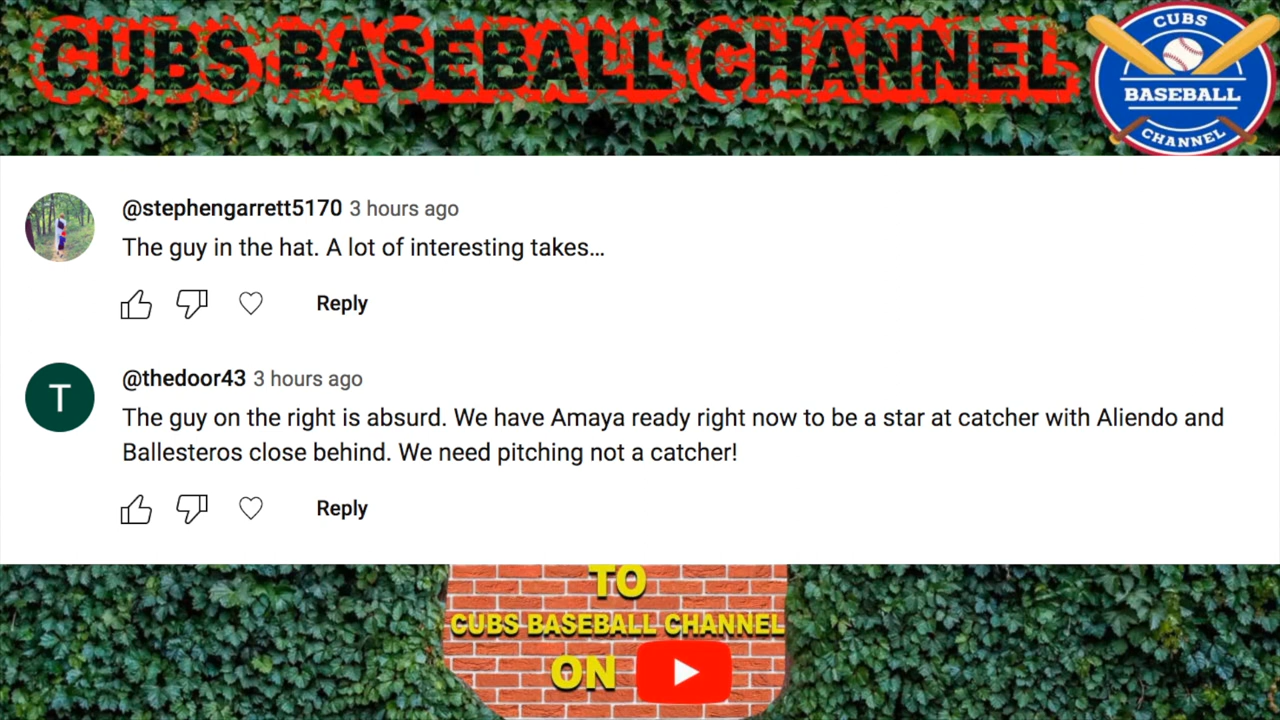 CUBS BASEBALL CHANNEL
CUBS
BASEBALL
CHANNEL
@stephengarrett5170 3 hours ago
The guy in the hat. A lot of interesting takes...
Reply
T
@thedoor43 3 hours ago
The guy on the right is absurd. We have Amaya ready right now to be a star at catcher with Aliendo and
Ballesteros close behind. We need pitching not a catcher!
Reply
TO
CUBS BASEBALL CHANNEL
ON